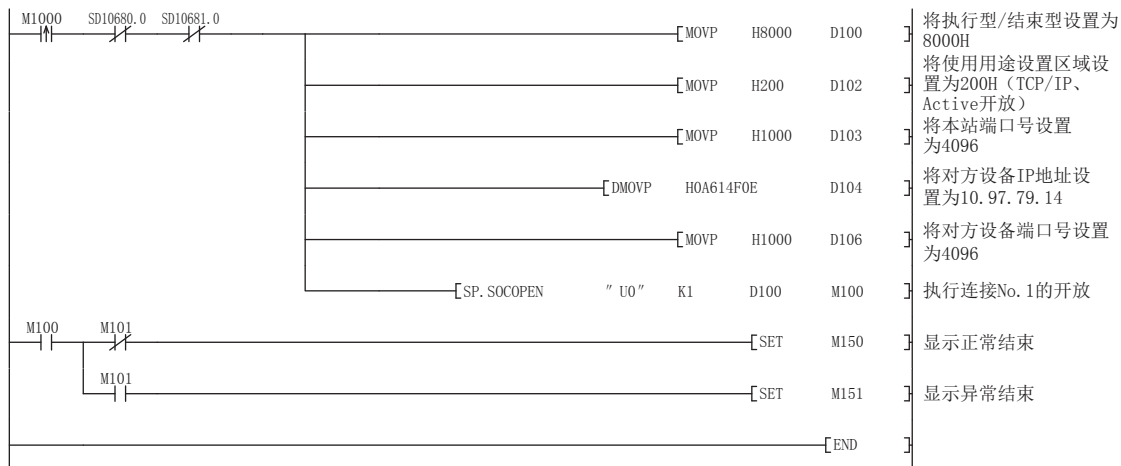 M1000 SD10680.0 SD10681.0
MOVP H8000 D100
将执行型/结束型设置为
8000H
MOVP H200 D102
将使用用途设置区域设
置为200H（TCP/IP、
Active开放）
MOVP H1000 D103
将本站端口号设置
为4096
DMOVP H0A614F0E D104
将对方设备IP地址设
置为10.97.79.14
MOVP H1000 D106
将对方设备端口号设置
为4096
SP.SOCOPEN ″U0″ K1 D100 M100
执行连接No.1的开放
M100 M101
SET M150
显示正常结束
M101
SET M151
显示异常结束
END